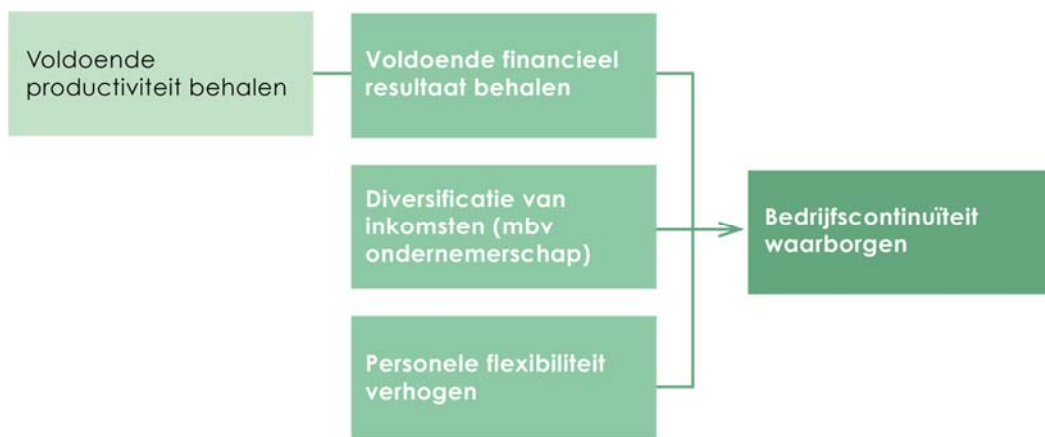 Voldoende
productiviteit behalen
Voldoende financieel
resultaat behalen
Diversificatie van
inkomsten (mbv
ondernemerschap)
Bedrijfscontinuïteit
waarborgen
Personele flexibiliteit
verhogen